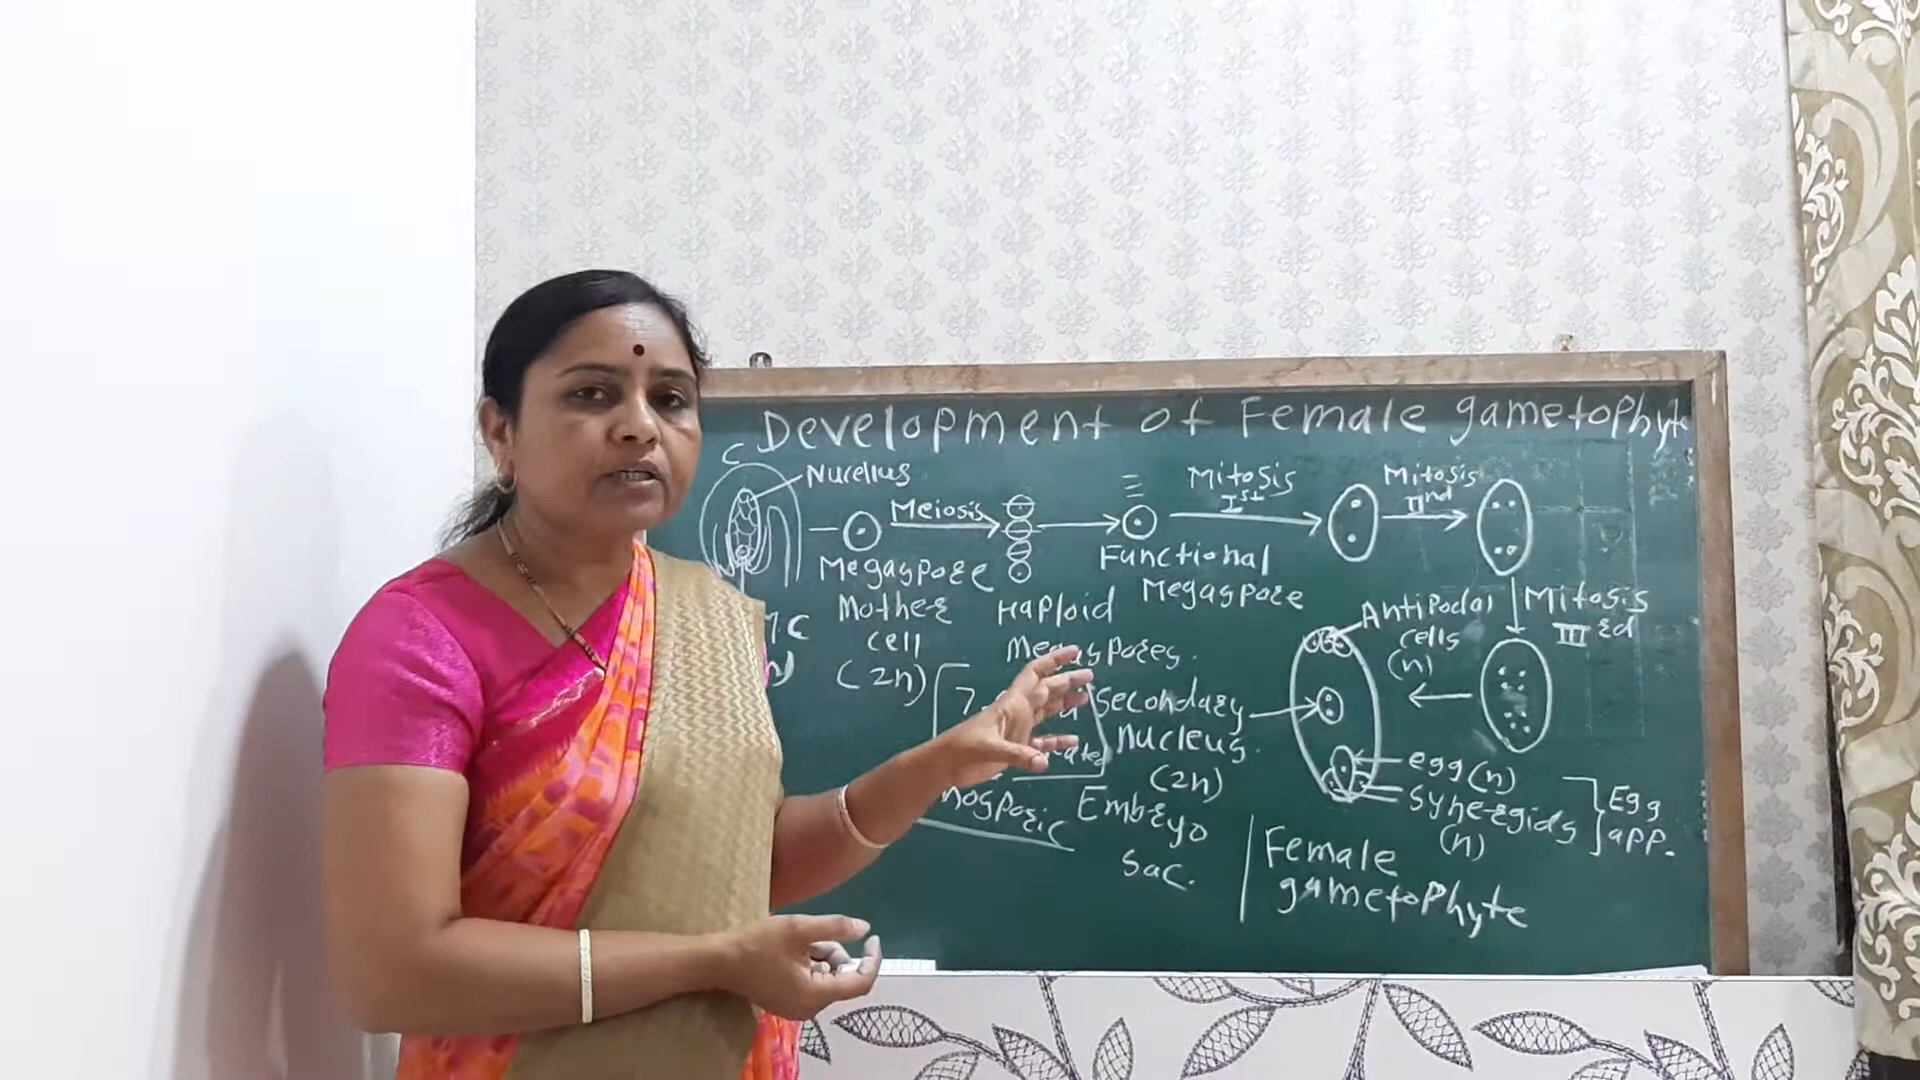 Development of Female gametophyte
Nucellus
Meiosis
Mitosis
Ist
Mitosis
IInd
Megaspore
Mother
cell
(2n)
Haploid
Megaspores.
Functional
Megaspore
Mitosis
IIIrd
Antipodal
cells
(n)
Secondary
nucleus.
(2n)
egg(n)
Synergids
(n)
Egg
app.
Embryo
Sac.
Female
gametophyte